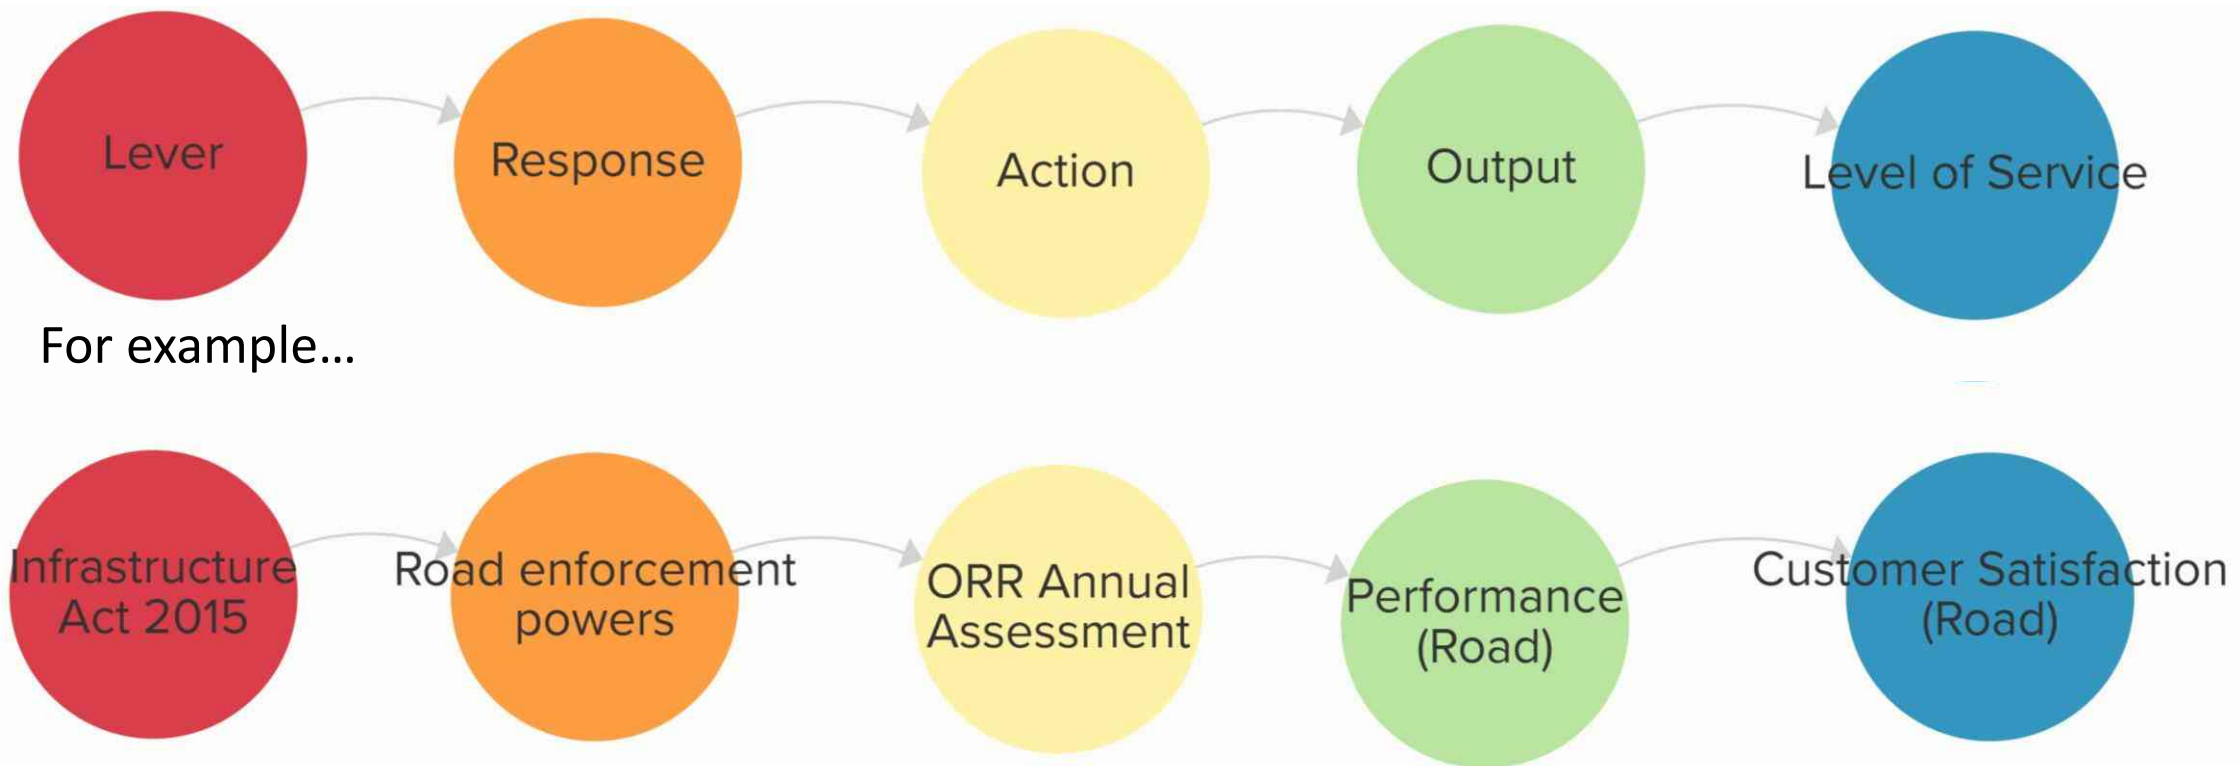 Lever
Response
Action
Output
Level of Service
For example...
Infrastructure
Act 2015
Road enforcement
powers
ORR Annual
Assessment
Performance
(Road)
Customer Satisfaction
(Road)